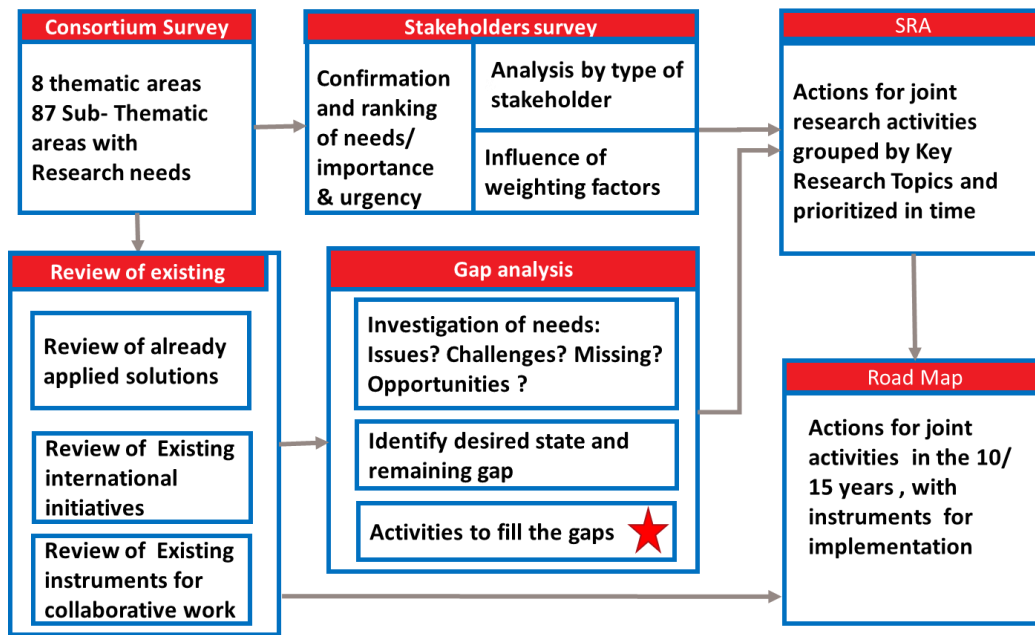 Consortium Survey
8 thematic areas
87 Sub- Thematic
areas with
Research needs
Stakeholders survey
Confirmation
and ranking
of needs/
importance
& urgency
Analysis by type of
stakeholder
Influence of
weighting factors
SRA
Actions for joint
research activities
grouped by Key
Research Topics and
prioritized in time
Review of existing
Review of already
applied solutions
Review of Existing
international
initiatives
Review of Existing
instruments for
collaborative work
Gap analysis
Investigation of needs:
Issues? Challenges? Missing?
Opportunities ?
Identify desired state and
remaining gap
Activities to fill the gaps
Road Map
Actions for joint
activities in the 10/
15 years , with
instruments for
implementation